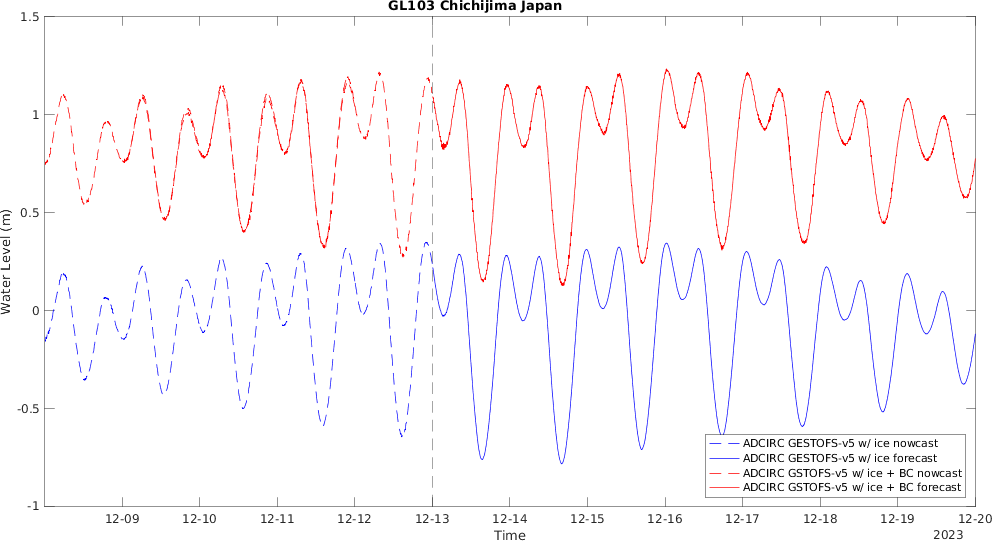 GL103 Chichijima Japan
Water Level (m)
1.5
1
0.5
0
-0.5
-1
12-09 12-10 12-11 12-12 12-13 12-14 12-15 12-16 12-17 12-18 12-19 12-20
Time
2023
ADCIRC GESTOFS-v5 w/ ice nowcast
ADCIRC GESTOFS-v5 w/ ice forecast
ADCIRC GSTOFS-v5 w/ ice + BC nowcast
ADCIRC GSTOFS-v5 w/ ice + BC forecast